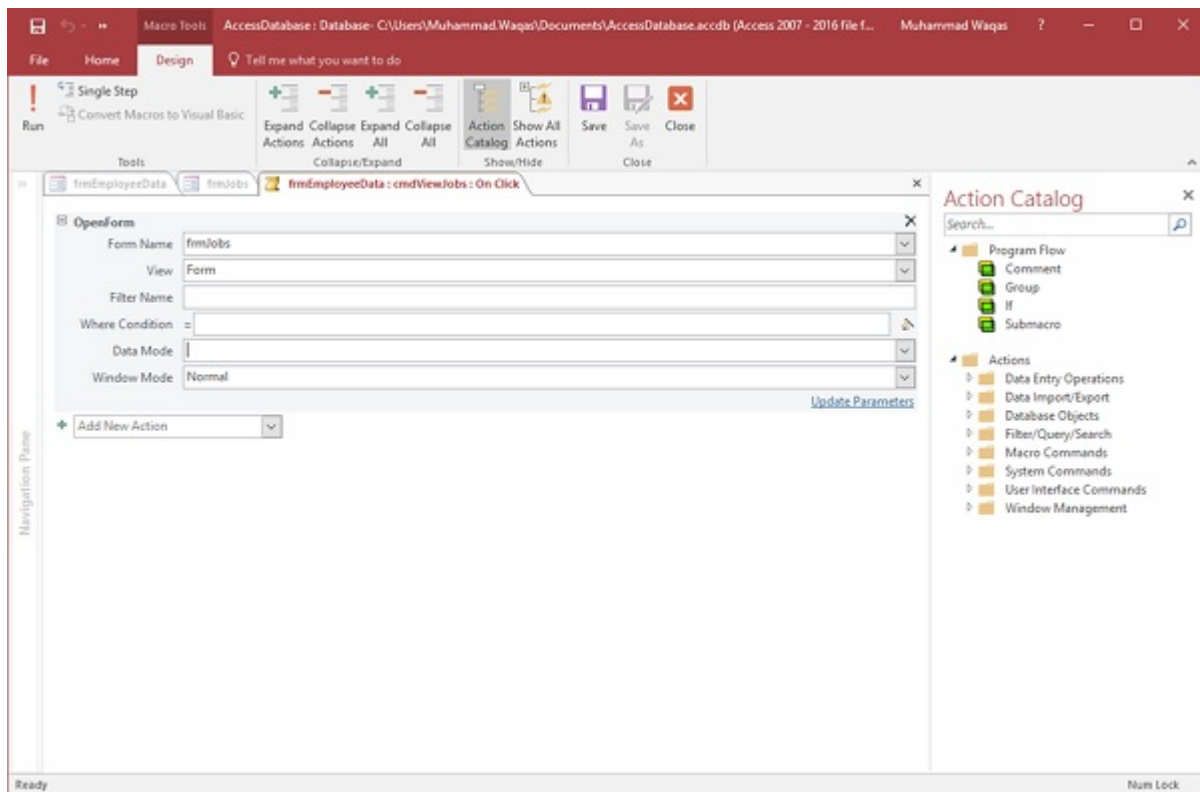 Macro Tools AccessDatabase : Database- C:\Users\Muhammad.Waqas\Documents\AccessDatabase.accdb (Access 2007 - 2016 file f... Muhammad Waqas ?
File Home Design Tell me what you want to do
Run
Single Step
Convert Macros to Visual Basic
Tools
Expand Actions
Collapse Actions
Expand All
Collapse All
Collapse/Expand
Action Catalog
Show All Actions
Show/Hide
Save
Save As
Close
Close
frmEmployeeData frmJobs frmEmployeeData : cmdViewJobs : On Click
OpenForm
Form Name frmJobs
View Form
Filter Name
Where Condition =
Data Mode
Window Mode Normal
Update Parameters
Add New Action
Navigation Pane
Action Catalog
Search...
Program Flow
Comment
Group
If
Submacro
Actions
Data Entry Operations
Data Import/Export
Database Objects
Filter/Query/Search
Macro Commands
System Commands
User Interface Commands
Window Management
Ready Num Lock